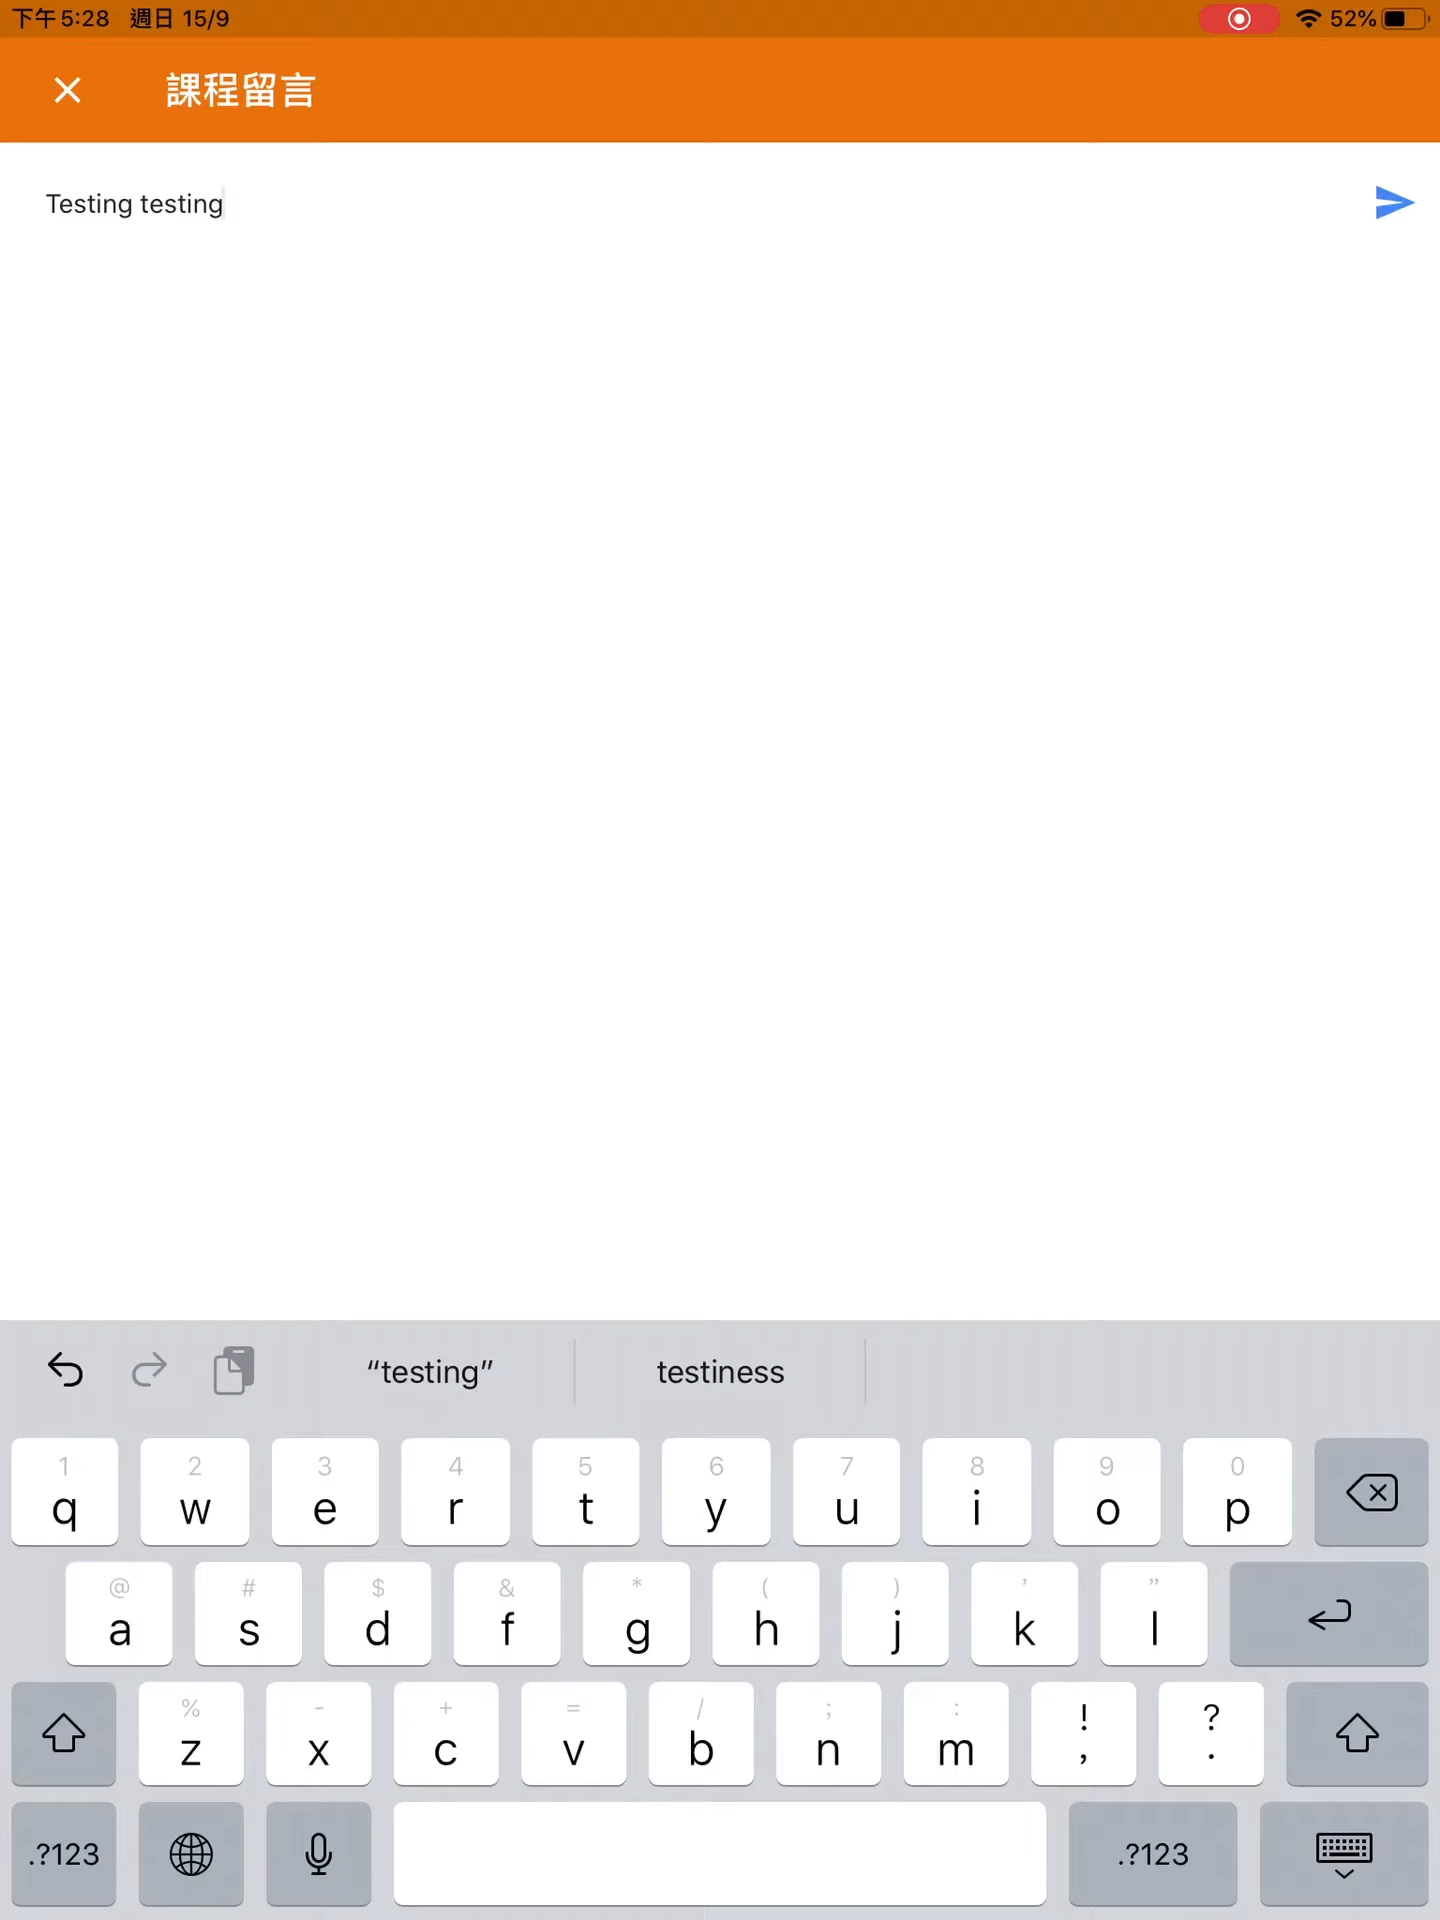 下午5:28 週日 15/9 52%
課程留言
Testing testing
“testing” testiness
1 2 3 4 5 6 7 8 9 0
q w e r t y u i o p
@ # $ & * ( ) ’ ”
a s d f g h j k l
% - + = / ; : ! ?
z x c v b n m , .
.?123 .?123